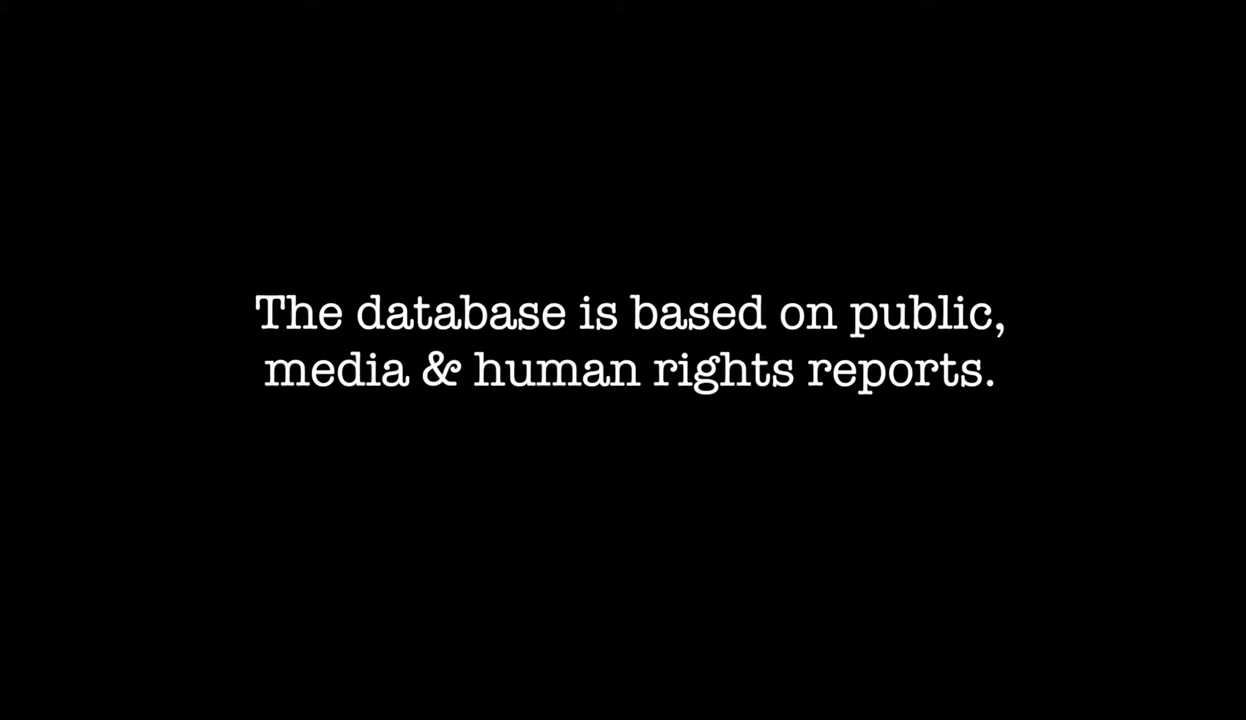 The database is based on public,
media & human rights reports.